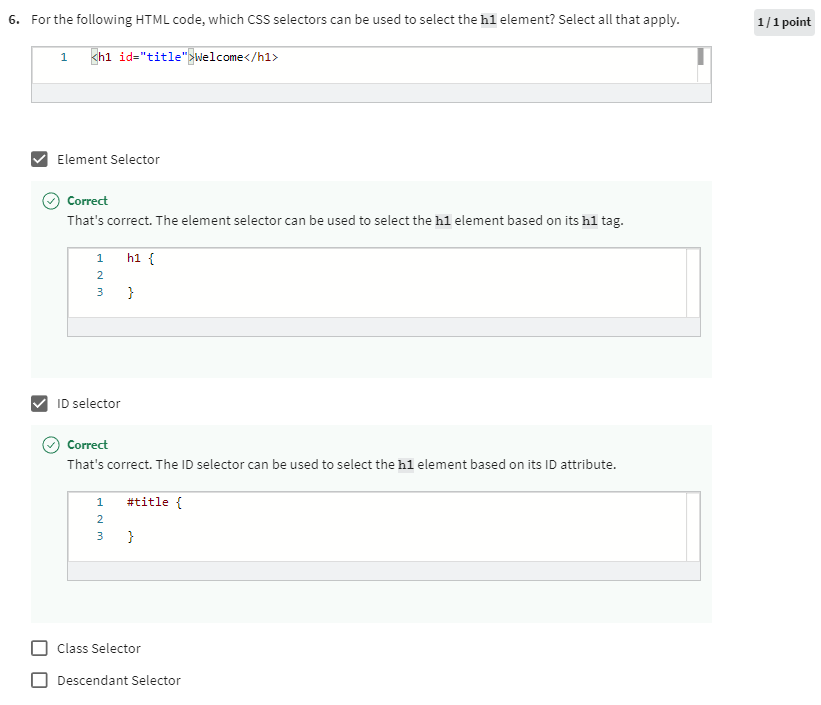 6. For the following HTML code, which CSS selectors can be used to select the h1 element? Select all that apply.
1 / 1 point
1 <h1 id="title">Welcome</h1>
Element Selector
Correct
That's correct. The element selector can be used to select the h1 element based on its h1 tag.
1 h1 {
2
3 }
ID selector
Correct
That's correct. The ID selector can be used to select the h1 element based on its ID attribute.
1 #title {
2
3 }
Class Selector
Descendant Selector